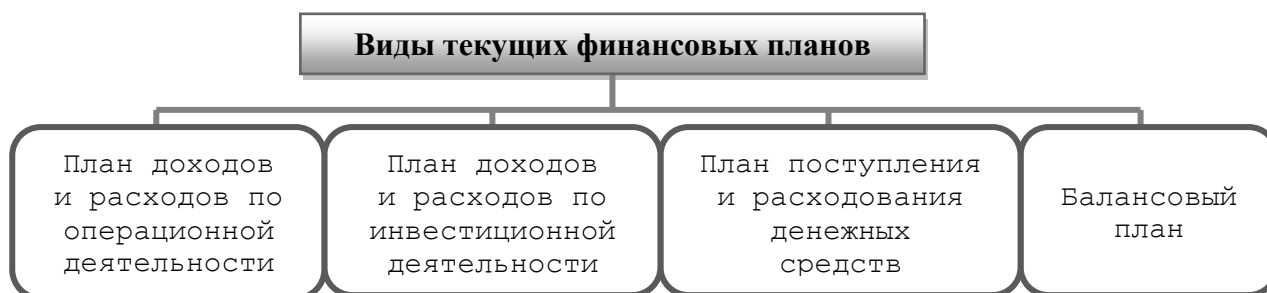 Виды текущих финансовых планов
План доходов
и расходов по
операционной
деятельности
План доходов
и расходов по
инвестиционной
деятельности
План поступления
и расходования
денежных
средств
Балансовый
план